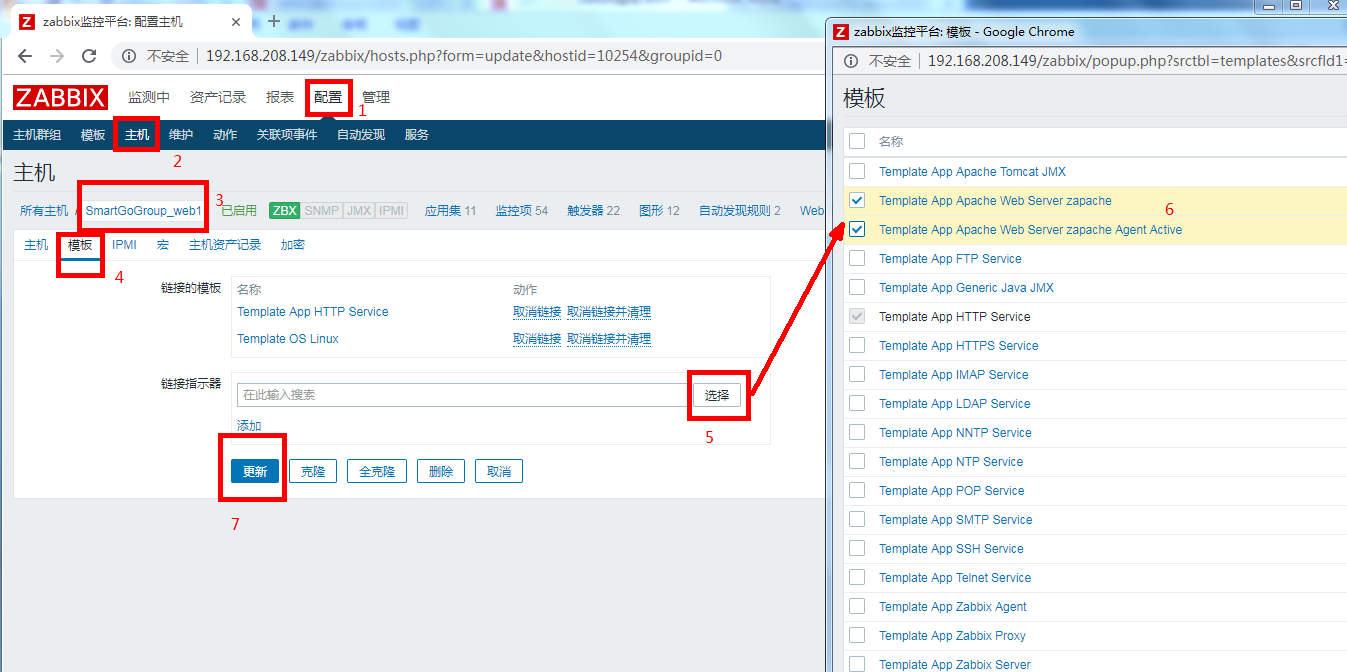 zabbix监控平台: 配置主机
不安全 192.168.208.149/zabbix/hosts.php?form=update&hostid=10254&groupid=0
ZABBIX 监测中 资产记录 报表 配置 管理
1
主机群组 模板 主机 维护 动作 关联项事件 自动发现 服务
2
主机
3
所有主机 / SmartGoGroup_web1 已启用 ZBX SNMP JMX IPMI 应用集 11 监控项 54 触发器 22 图形 12 自动发现规则 2 Web
主机 模板 IPMI 宏 主机资产记录 加密
4
链接的模板 名称 动作
Template App HTTP Service 取消链接 取消链接并清理
Template OS Linux 取消链接 取消链接并清理
链接指示器 在此输入搜索 选择
添加
5
更新 克隆 全克隆 删除 取消
7
zabbix监控平台: 模板 - Google Chrome
不安全 192.168.208.149/zabbix/popup.php?srctbl=templates&srcfld1=
模板
名称
Template App Apache Tomcat JMX
Template App Apache Web Server zapache
6
Template App Apache Web Server zapache Agent Active
Template App FTP Service
Template App Generic Java JMX
Template App HTTP Service
Template App HTTPS Service
Template App IMAP Service
Template App LDAP Service
Template App NNTP Service
Template App NTP Service
Template App POP Service
Template App SMTP Service
Template App SSH Service
Template App Telnet Service
Template App Zabbix Agent
Template App Zabbix Proxy
Template App Zabbix Server